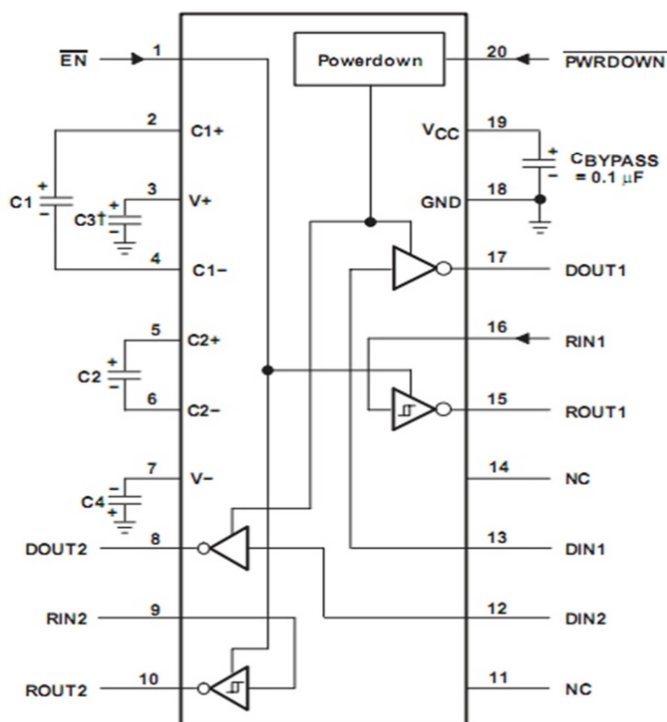 EN 1 Powerdown 20 PWRDOWN
2 C1+ VCC 19
+ CBYPASS
+ C1 − 3 V+ GND 18 − = 0.1 µF
+ C3† −
4 C1− 17 DOUT1
5 C2+ 16 RIN1
+ C2 −
6 C2− 15 ROUT1
7 V− 14 NC
− C4 +
DOUT2 8 13 DIN1
RIN2 9 12 DIN2
ROUT2 10 11 NC